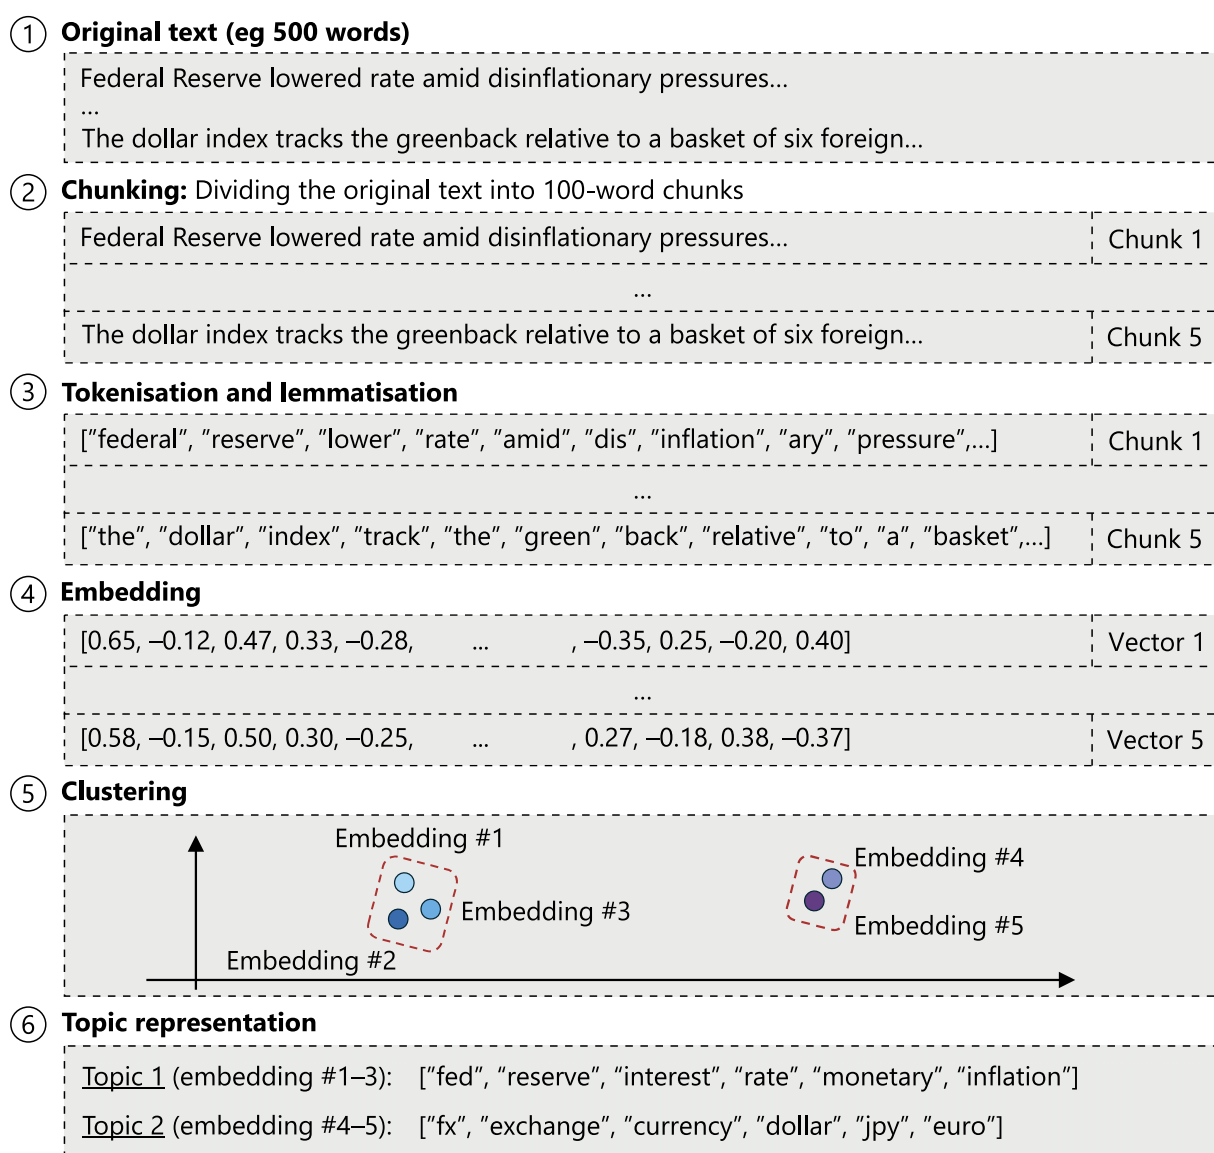 1 Original text (eg 500 words)
Federal Reserve lowered rate amid disinflationary pressures...
...
The dollar index tracks the greenback relative to a basket of six foreign...
2 Chunking: Dividing the original text into 100-word chunks
Federal Reserve lowered rate amid disinflationary pressures... Chunk 1
...
The dollar index tracks the greenback relative to a basket of six foreign... Chunk 5
3 Tokenisation and lemmatisation
["federal", "reserve", "lower", "rate", "amid", "dis", "inflation", "ary", "pressure",...] Chunk 1
...
["the", "dollar", "index", "track", "the", "green", "back", "relative", "to", "a", "basket",...] Chunk 5
4 Embedding
[0.65, –0.12, 0.47, 0.33, –0.28, ... , –0.35, 0.25, –0.20, 0.40] Vector 1
...
[0.58, –0.15, 0.50, 0.30, –0.25, ... , 0.27, –0.18, 0.38, –0.37] Vector 5
5 Clustering
Embedding #1
Embedding #4
Embedding #3
Embedding #5
Embedding #2
6 Topic representation
Topic 1 (embedding #1–3): ["fed", "reserve", "interest", "rate", "monetary", "inflation"]
Topic 2 (embedding #4–5): ["fx", "exchange", "currency", "dollar", "jpy", "euro"]